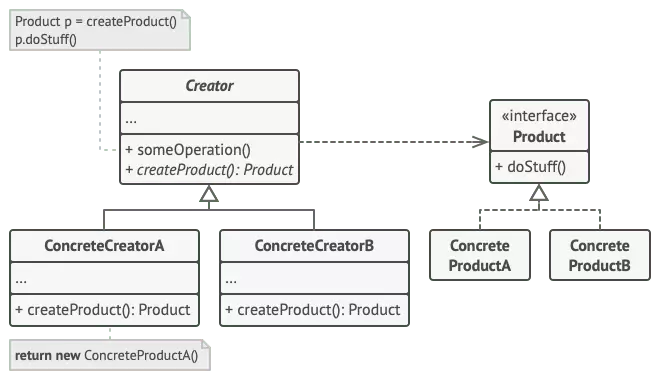 Product p = createProduct()
p.doStuff()
Creator
...
+ someOperation()
+ createProduct(): Product
«interface»
Product
+ doStuff()
ConcreteCreatorA
...
+ createProduct(): Product
ConcreteCreatorB
...
+ createProduct(): Product
Concrete
ProductA
Concrete
ProductB
return new ConcreteProductA()